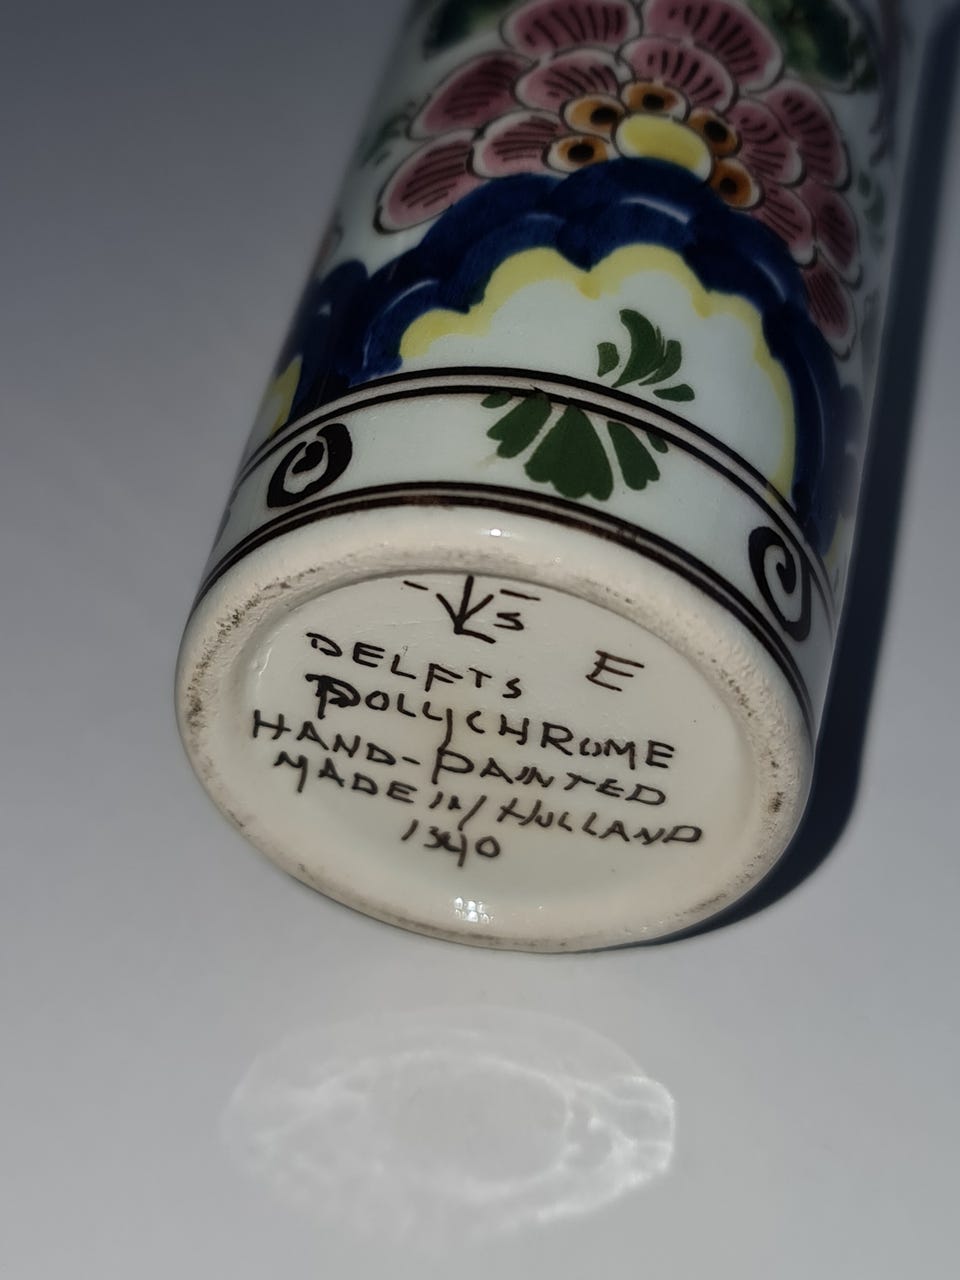 S
E
DELFTS
POLLYCHROME
HAND-PAINTED
MADE IN HOLLAND
1340